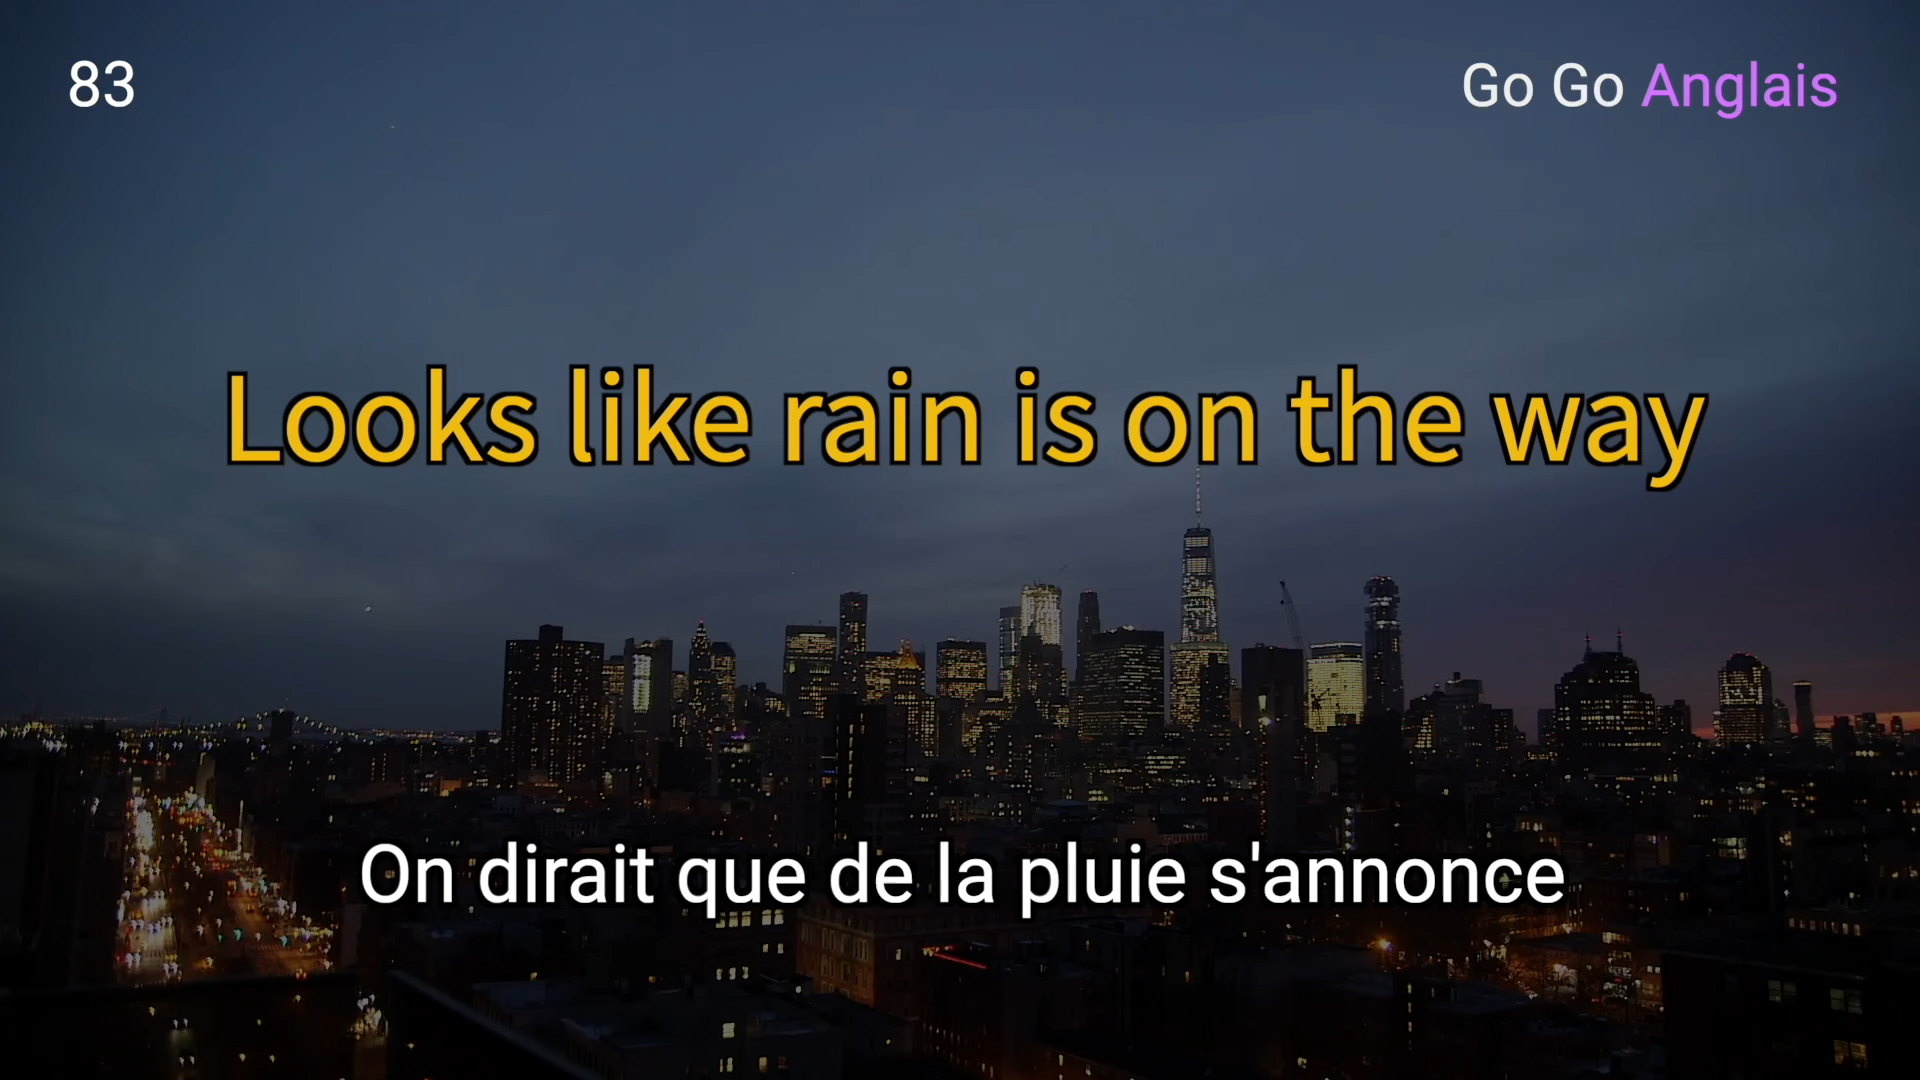 83
Go Go Anglais
Looks like rain is on the way
On dirait que de la pluie s'annonce